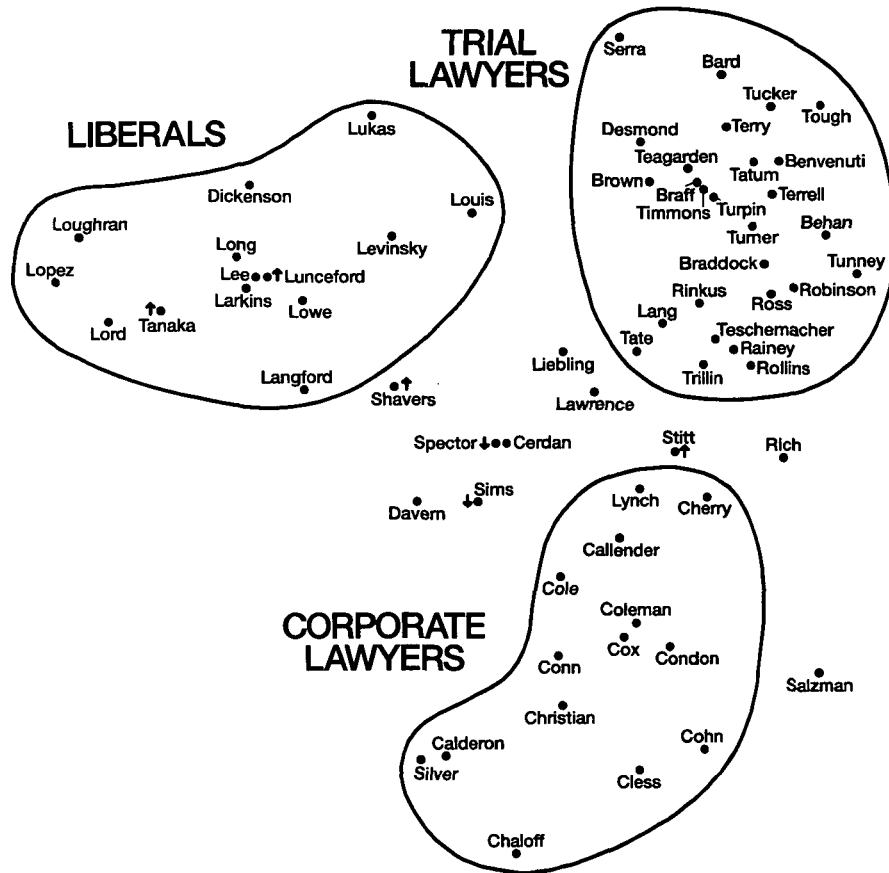 TRIAL
LAWYERS
Serra
Bard
Tucker
Tough
Terry
Desmond
Teagarden
Tatum
Benvenuti
Brown
Braff
Timmons
Turpin
Terrell
Turner
Behan
Braddock
Tunney
Rinkus
Ross
Robinson
Lang
Teschemacher
Tate
Rainey
Trillin
Rollins
LIBERALS
Lukas
Dickenson
Louis
Loughran
Long
Levinsky
Lopez
Lee
↑ Lunceford
Larkins
Lowe
↑
Tanaka
Lord
Langford
↑
Shavers
Liebling
Lawrence
Spector ↓
Cerdan
Stitt
↑
Rich
Sims
↓
Davern
CORPORATE
LAWYERS
Lynch
Cherry
Callender
Cole
Coleman
Cox
Conn
Condon
Salzman
Christian
Calderon
Cohn
Silver
Cless
Chaloff